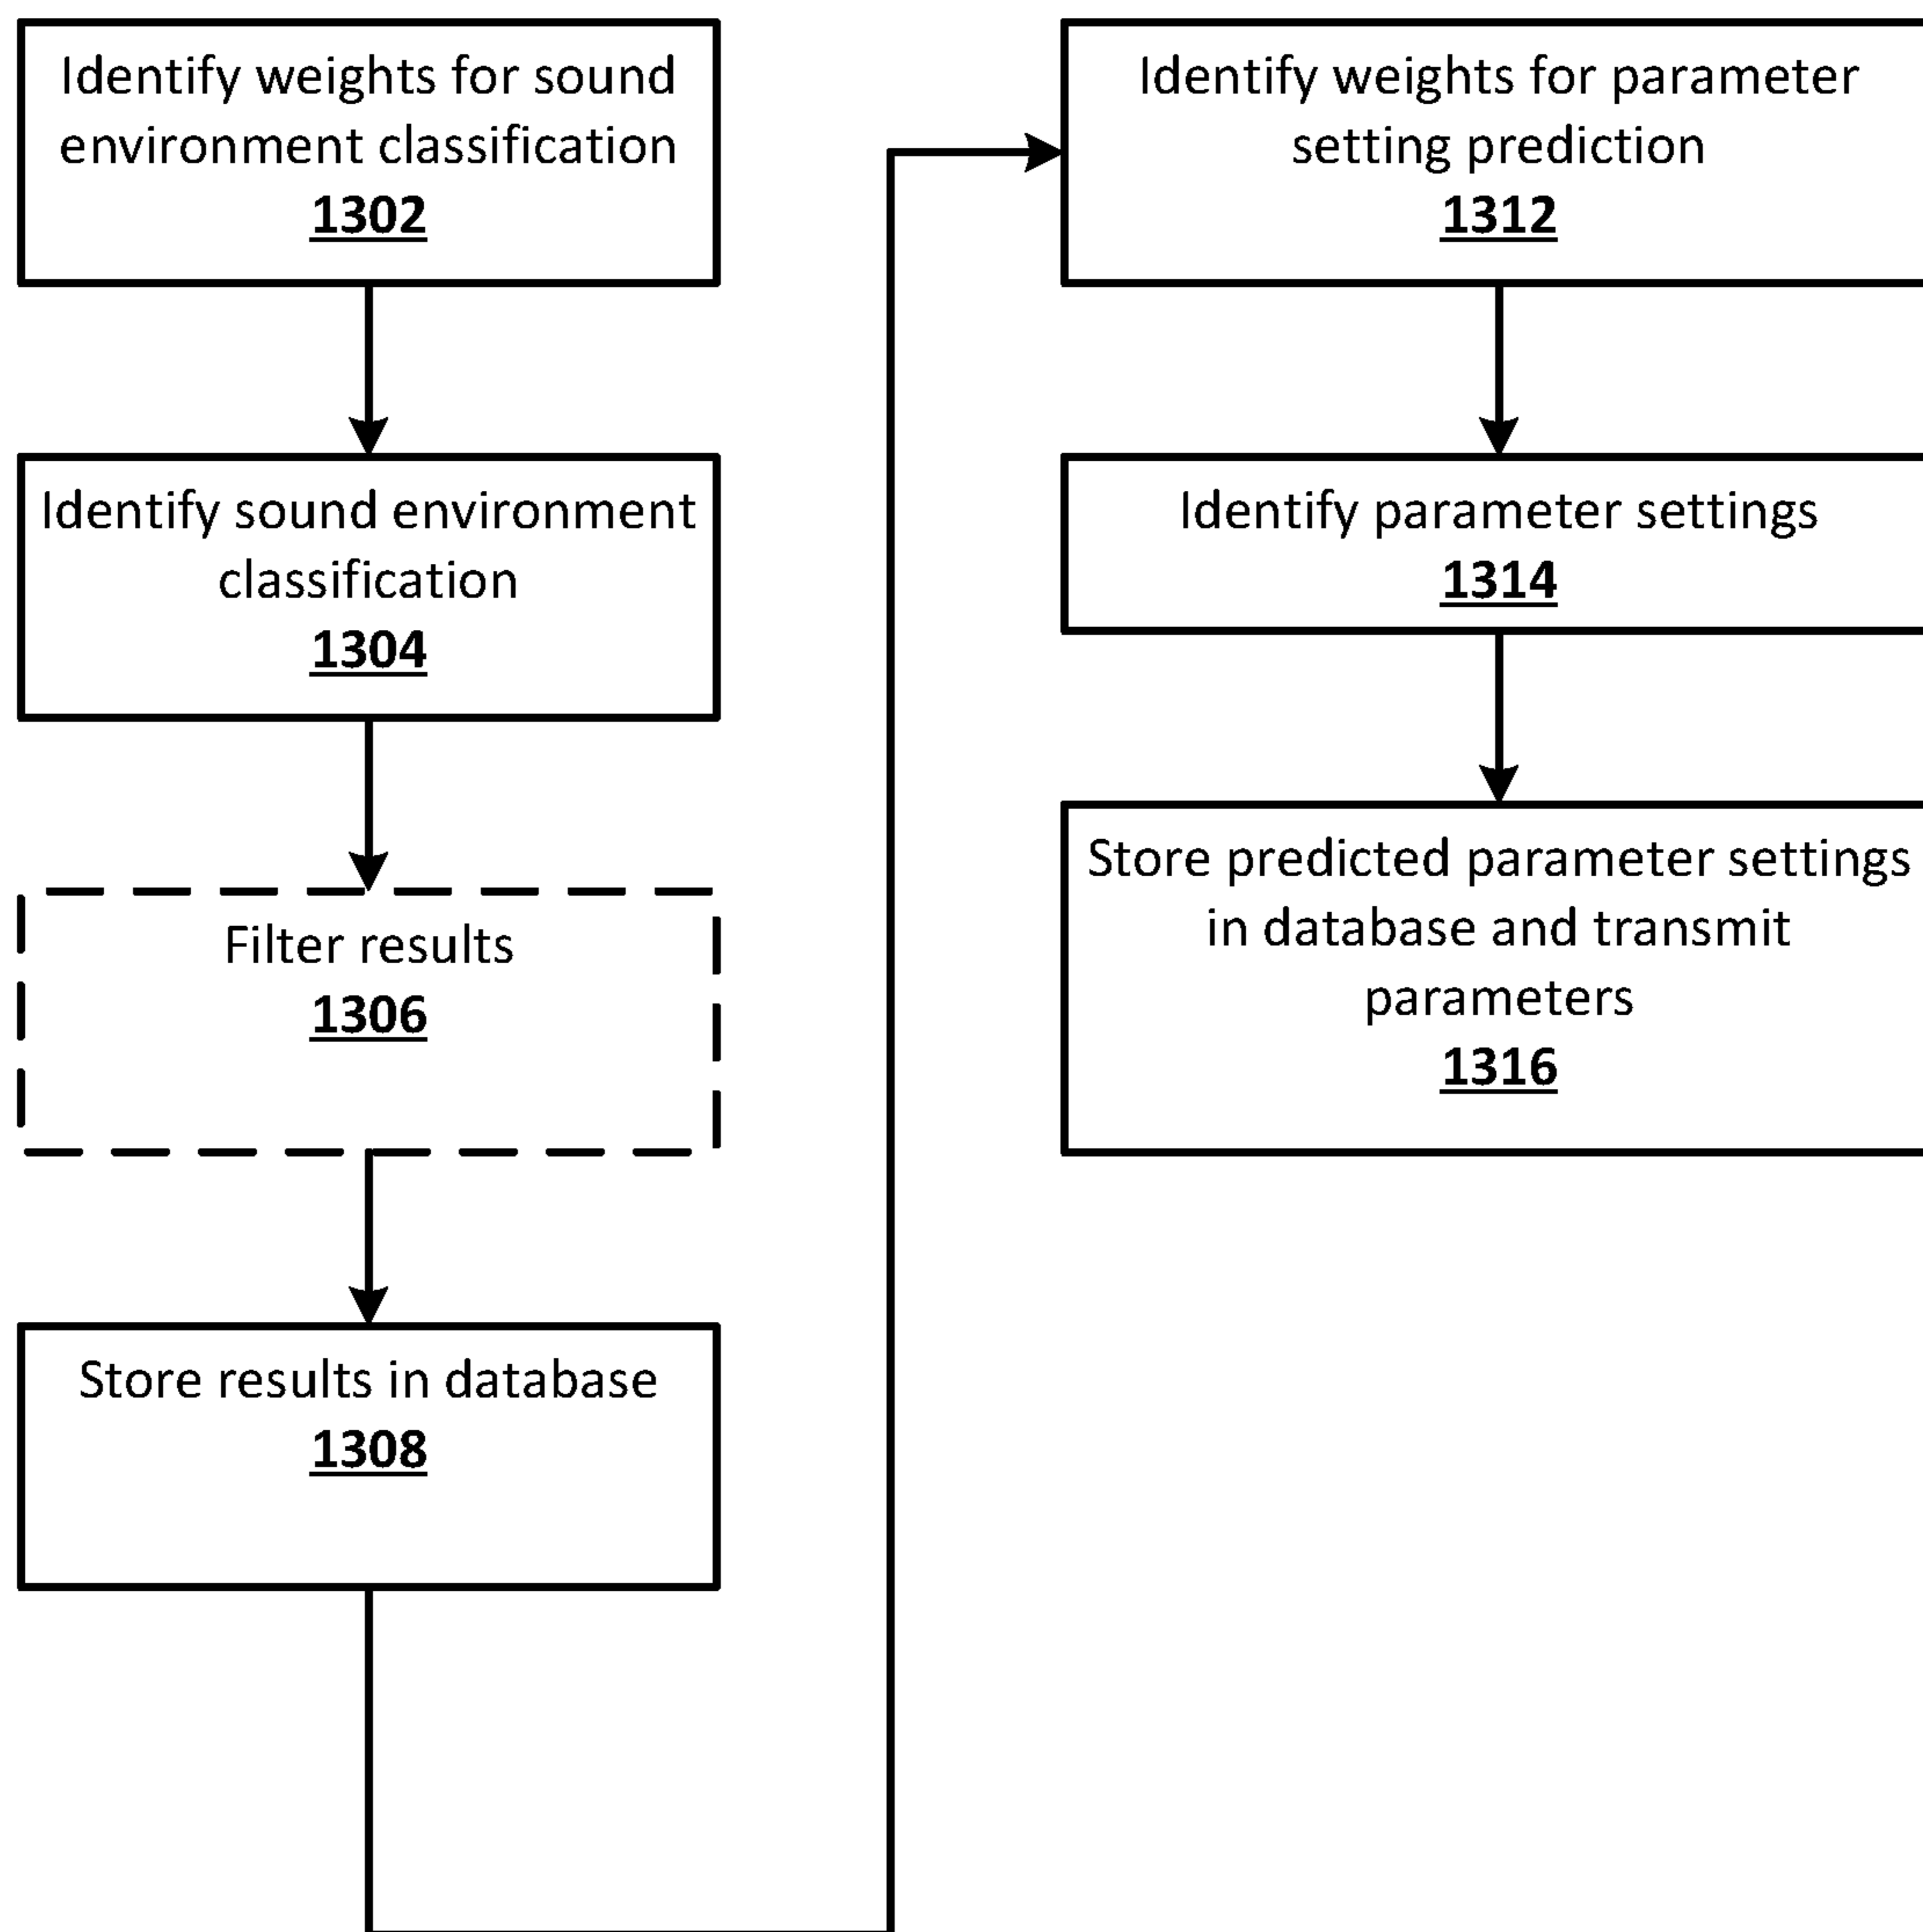 Identify weights for sound
environment classification
1302
Identify sound environment
classification
1304
Filter results
1306
Store results in database
1308
Identify weights for parameter
setting prediction
1312
Identify parameter settings
1314
Store predicted parameter settings
in database and transmit
parameters
1316